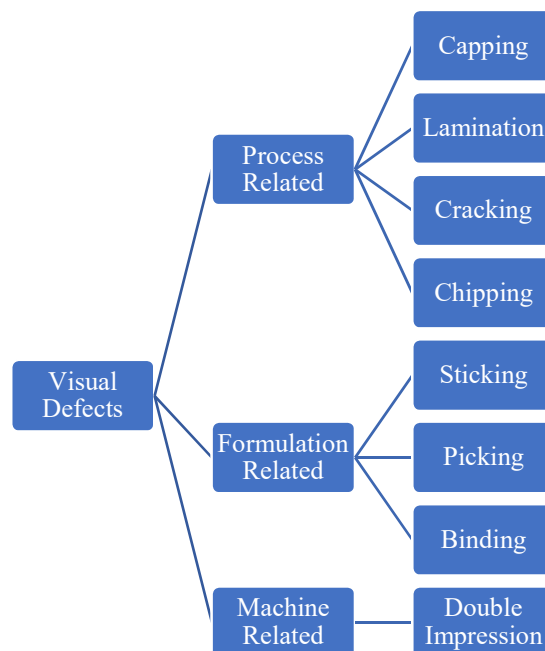 Visual
Defects
Process
Related
Capping
Lamination
Cracking
Chipping
Formulation
Related
Sticking
Picking
Binding
Machine
Related
Double
Impression